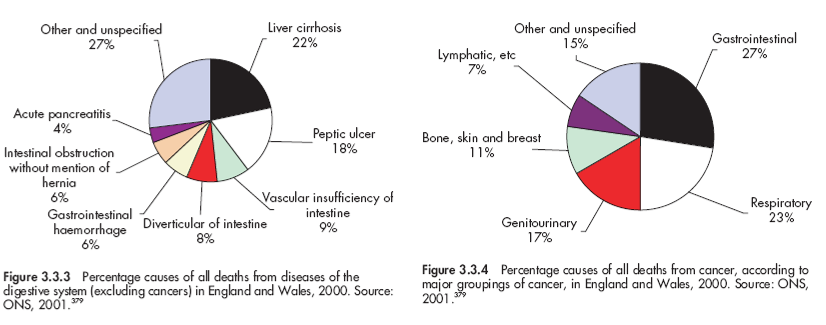 Other and unspecified
27%
Liver cirrhosis
22%
Peptic ulcer
18%
Vascular insufficiency of
intestine
9%
Diverticular of intestine
8%
Gastrointestinal
haemorrhage
6%
Intestinal obstruction
without mention of
hernia
6%
Acute pancreatitis
4%
Figure 3.3.3 Percentage causes of all deaths from diseases of the
digestive system (excluding cancers) in England and Wales, 2000. Source:
ONS, 2001.379
Other and unspecified
15%
Gastrointestinal
27%
Respiratory
23%
Genitourinary
17%
Bone, skin and breast
11%
Lymphatic, etc
7%
Figure 3.3.4 Percentage causes of all deaths from cancer, according to
major groupings of cancer, in England and Wales, 2000. Source: ONS,
2001.379